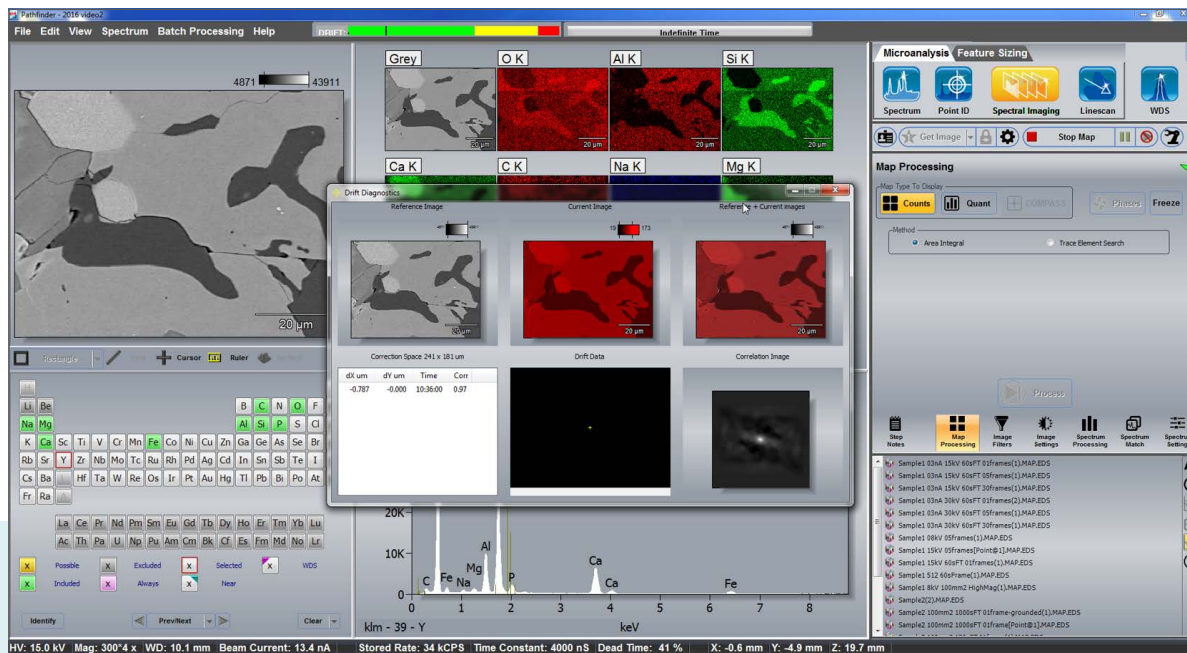 Pathfinder - 2016 video2
File Edit View Spectrum Batch Processing Help
DRIFT:
Indefinite Time
4871 43911
20 µm
Grey
O K
Al K
Si K
20 µm
20 µm
20 µm
20 µm
Ca K
C K
Na K
Mg K
Drift Diagnostics
Reference Image
Current Image
Reference + Current images
19 173
20 µm
20 µm
20 µm
Correction Space 241 x 181 um
Drift Data
Correlation Image
dX um dY um Time Corr
-0.787 -0.000 10:36:00 0.97
Rectangle
Cursor
Ruler
H
Li Be B C N O F
Na Mg Al Si P S Cl
K Ca Sc Ti V Cr Mn Fe Co Ni Cu Zn Ga Ge As Se Br
Rb Sr Y Zr Nb Mo Tc Ru Rh Pd Ag Cd In Sn Sb Te I
Cs Ba L Hf Ta W Re Os Ir Pt Au Hg Tl Pb Bi Po At
Fr Ra A
La Ce Pr Nd Pm Sm Eu Gd Tb Dy Ho Er Tm Yb Lu
Ac Th Pa U Np Pu Am Cm Bk Cf Es Fm Md No Lr
x Possible x Excluded x Selected x WDS
x Included x Always x Near
Identify Prev/Next Clear
20K
10K
0
C Fe Na Mg Al P Ca Ca Fe
0 1 2 3 4 5 6 7 8
klm - 39 - Y
keV
Microanalysis Feature Sizing
Spectrum Point ID Spectral Imaging Linescan WDS
Get Image Stop Map
Map Processing
Map Type To Display
Counts Quant COMPASS Phases Freeze
Method
Area Integral Trace Element Search
Process
Step Notes
Map Processing
Image Filters
Image Settings
Spectrum Processing
Spectrum Match
Spectru Setting
Sample1 03nA 15kV 60sFT 01frames(1).MAP.EDS
Sample1 03nA 15kV 60sFT 30frames(1).MAP.EDS
Sample1 03nA 30kV 60sFT 01frames(2).MAP.EDS
Sample1 03nA 30kV 60sFT 05frames(1).MAP.EDS
Sample1 03nA 30kV 60sFT 30frames(1).MAP.EDS
Sample1 08kV 05frames(1).MAP.EDS
Sample1 15kV 05frames[Point@1].MAP.EDS
Sample1 15kV 60sFT 01frames(1).MAP.EDS
Sample1 512 60sFrame(1).MAP.EDS
Sample1 8kV 100mm2 HighMag(1).MAP.EDS
Sample2(2).MAP.EDS
Sample2 100mm2 1000sFT 01frame-grounded(1).MAP.EDS
Sample2 100mm2 1000sFT 01frame[Point@1].MAP.EDS
HV: 15.0 kV Mag: 300*4 x WD: 10.1 mm Beam Current: 13.4 nA Stored Rate: 34 kCPS Time Constant: 4000 nS Dead Time: 41 % X: -0.6 mm Y: -4.9 mm Z: 19.7 mm